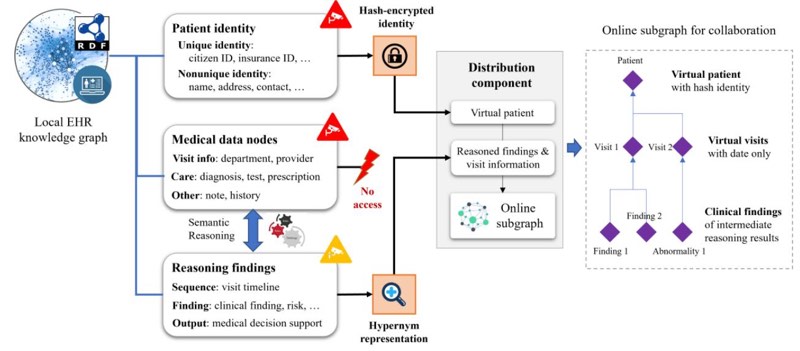 RDF
Local EHR
knowledge graph
Patient identity
Unique identity:
citizen ID, insurance ID, …
Nonunique identity:
name, address, contact, …
Medical data nodes
Visit info: department, provider
Care: diagnosis, test, prescription
Other: note, history
Semantic
Reasoning
Reasoning findings
Sequence: visit timeline
Finding: clinical finding, risk, …
Output: medical decision support
Hash-encrypted
identity
No
access
Hypernym
representation
Distribution
component
Virtual patient
Reasoned findings &
visit information
Online
subgraph
Online subgraph for collaboration
Patient
Virtual patient
with hash identity
Visit 1
Visit 2
Virtual visits
with date only
Finding 2
Clinical findings
of intermediate
reasoning results
Finding 1
Abnormality 1